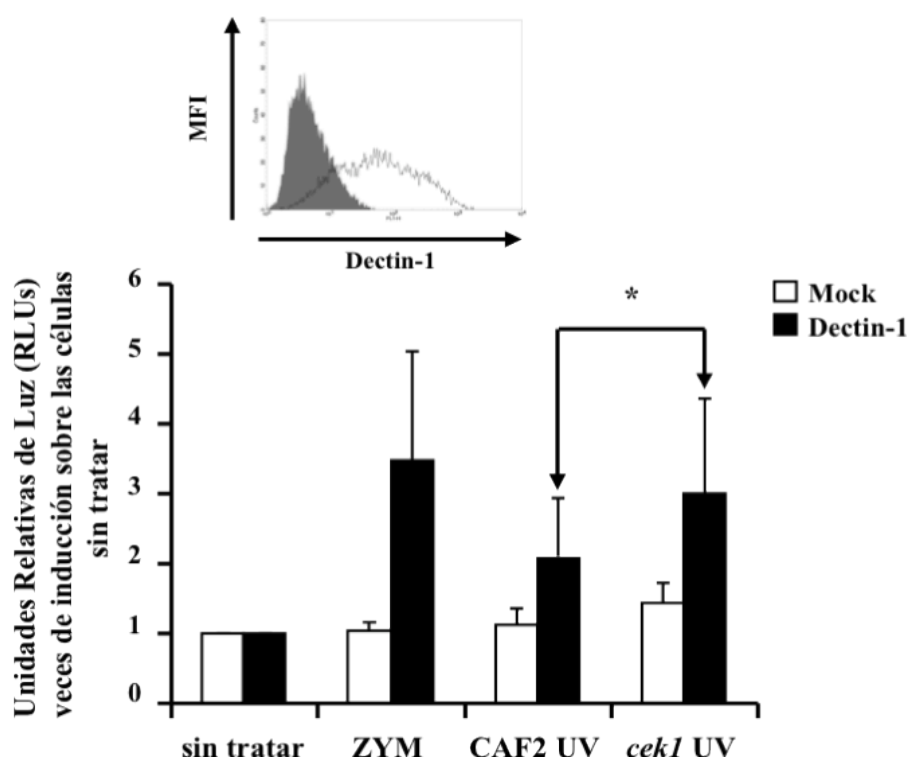 MFI
Dectin-1
Unidades Relativas de Luz (RLUs)
veces de inducción sobre las células
sin tratar
6
5
4
3
2
1
0
*
Mock
Dectin-1
sin tratar
ZYM
CAF2 UV
cek1 UV